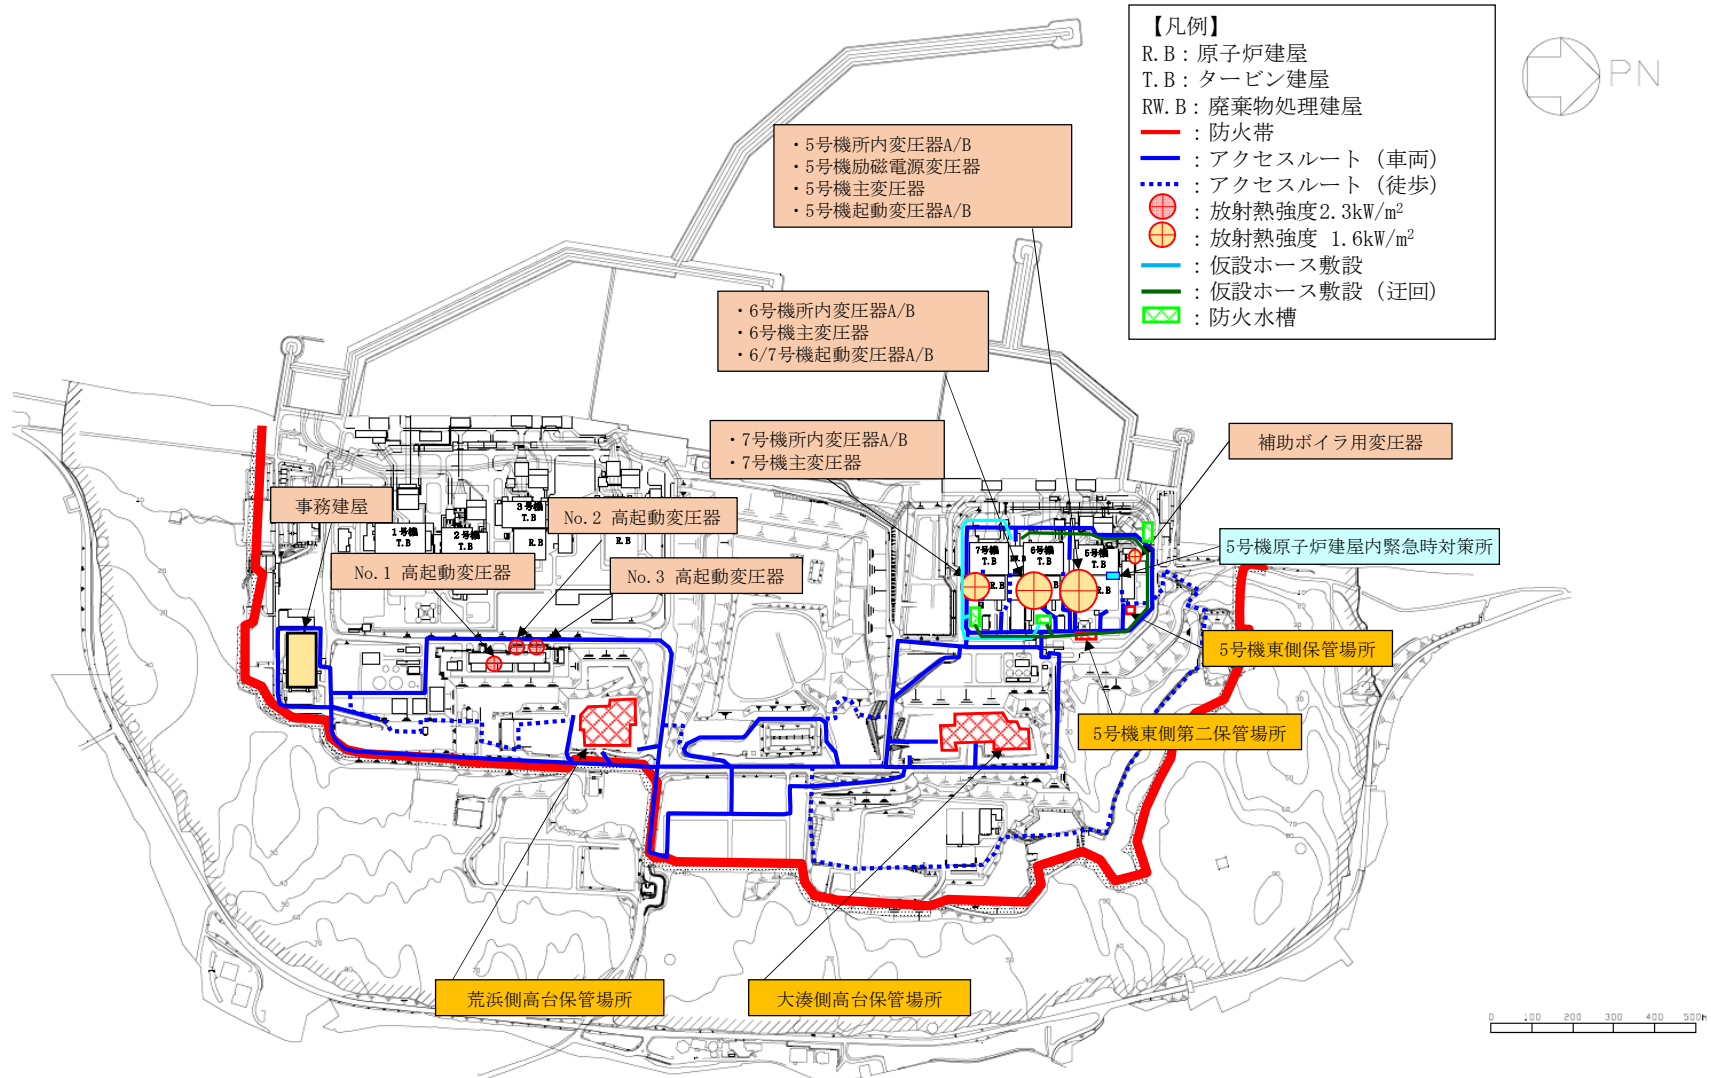 【凡例】
R.B：原子炉建屋
T.B：タービン建屋
RW.B：廃棄物処理建屋
：防火帯
：アクセスルート（車両）
：アクセスルート（徒歩）
：放射熱強度2.3kW/m²
：放射熱強度 1.6kW/m²
：仮設ホース敷設
：仮設ホース敷設（迂回）
：防火水槽
PN
・5号機所内変圧器A/B
・5号機励磁電源変圧器
・5号機主変圧器
・5号機起動変圧器A/B
・6号機所内変圧器A/B
・6号機主変圧器
・6/7号機起動変圧器A/B
・7号機所内変圧器A/B
・7号機主変圧器
補助ボイラ用変圧器
事務建屋
No.2 高起動変圧器
No.1 高起動変圧器
No.3 高起動変圧器
5号機原子炉建屋内緊急時対策所
1号機
T.B
2号機
T.B
3号機
T.B
R.B
R.B
7号機
T.B
R.B
6号機
T.B
5号機
T.B
R.B
5号機東側保管場所
5号機東側第二保管場所
荒浜側高台保管場所
大湊側高台保管場所
0 100 200 300 400 500m